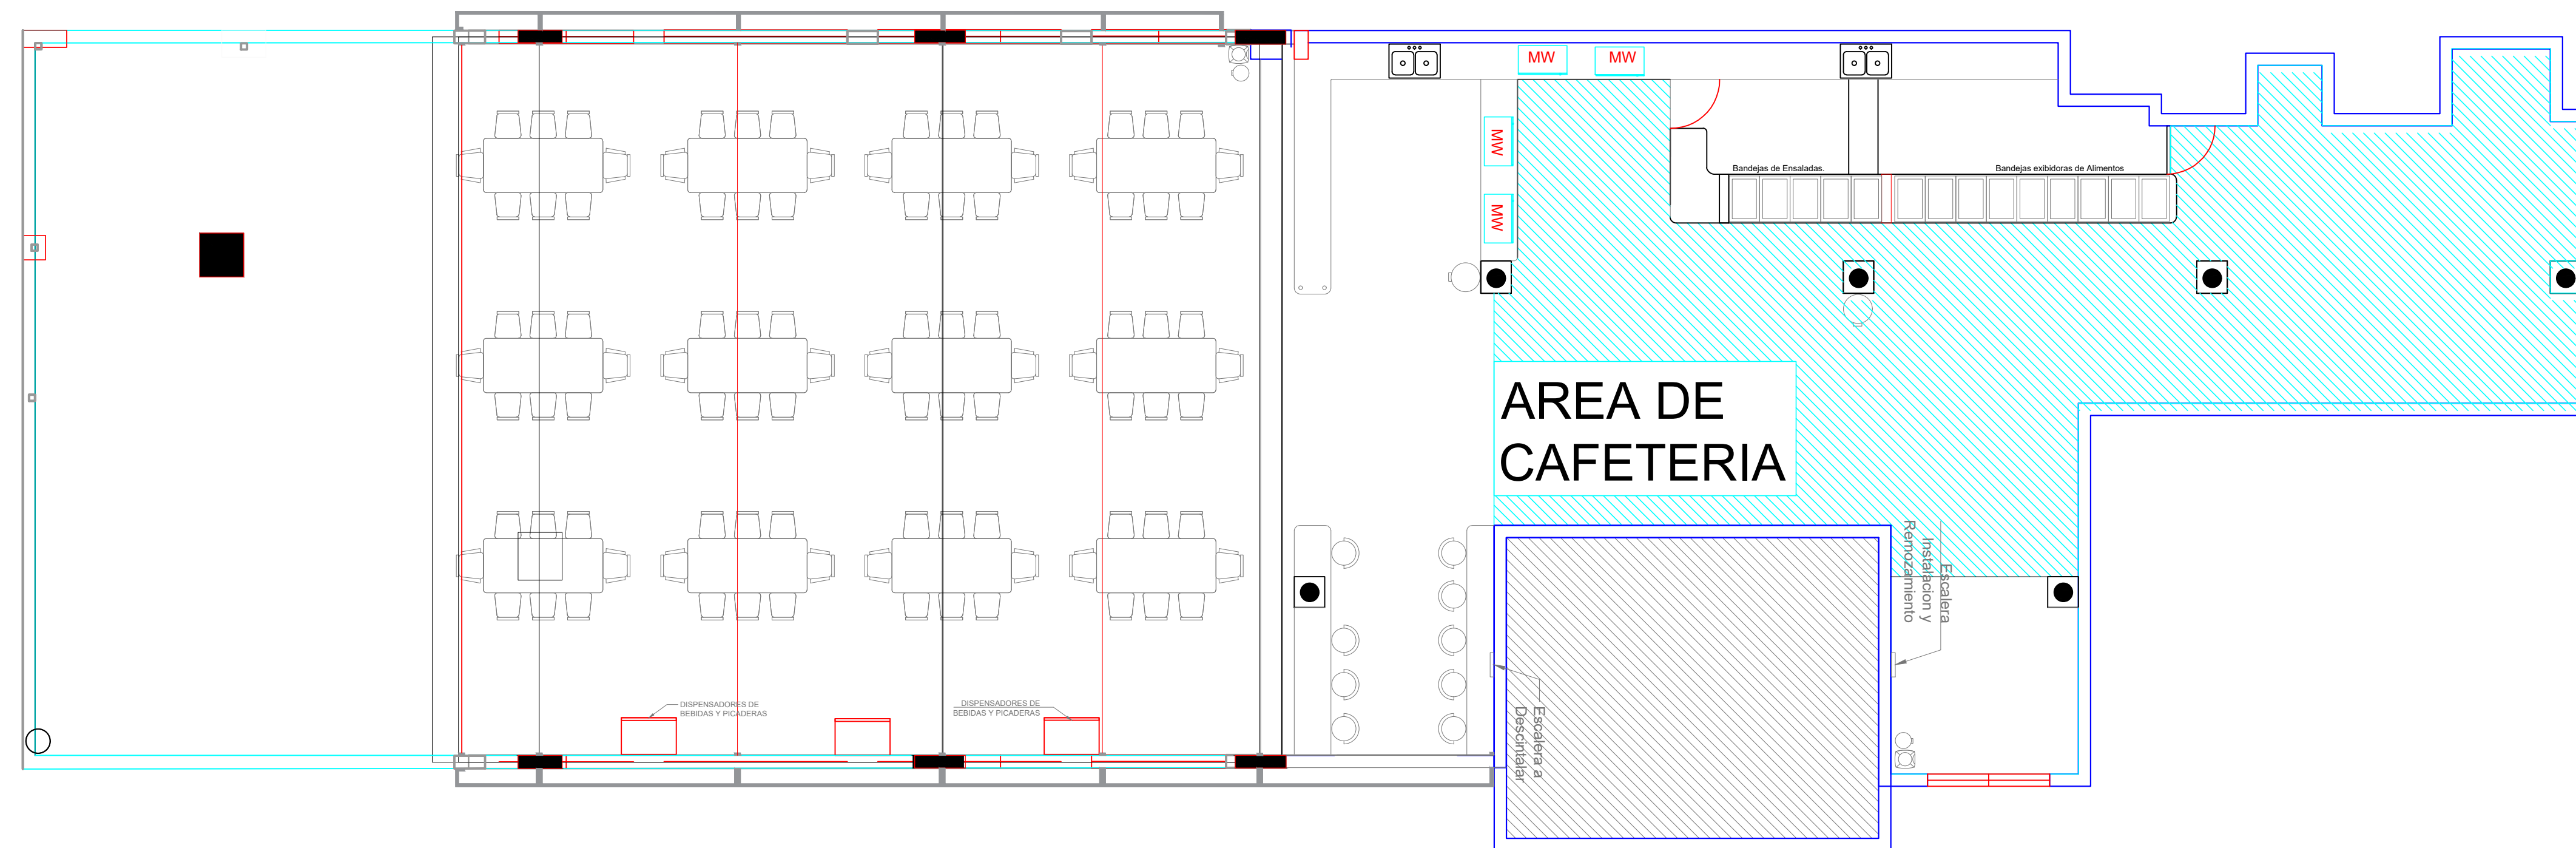 MW
MW
MW
MW
Bandejas de Ensaladas.
Bandejas exibidoras de Alimentos
AREA DE
CAFETERIA
Escalera
Instalacion y
Remozamiento
DISPENSADORES DE
BEBIDAS Y PICADERAS
DISPENSADORES DE
BEBIDAS Y PICADERAS
Escalera a
Descintalar